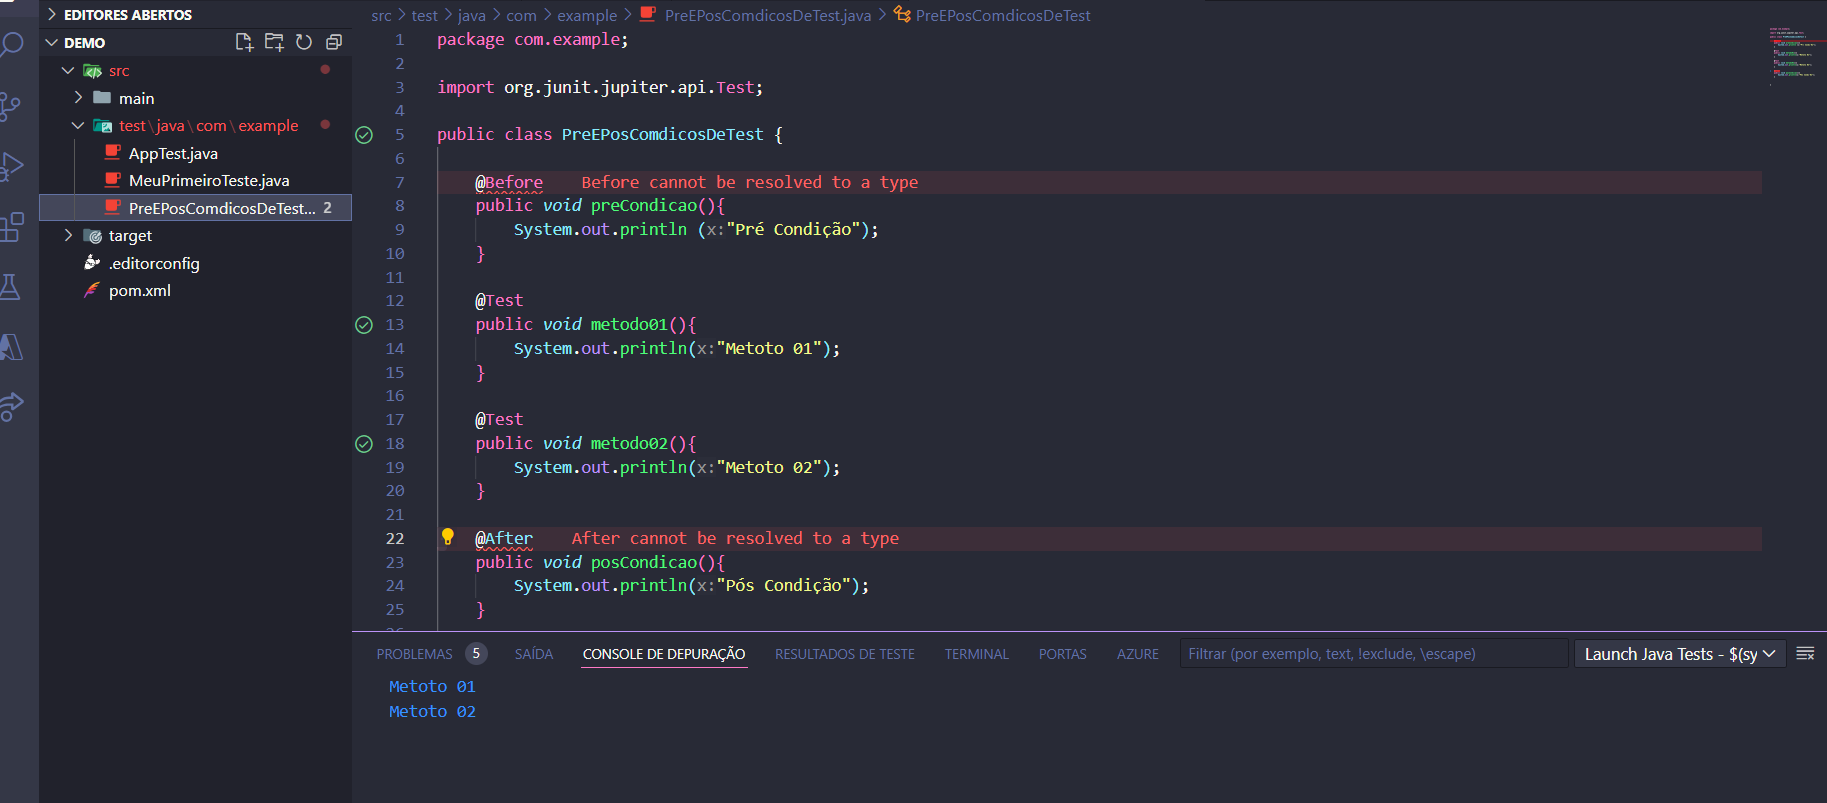 EDITORES ABERTOS
DEMO
src
main
test\java\com\example
AppTest.java
MeuPrimeiroTeste.java
PreEPosComdicosDeTest... 2
target
.editorconfig
pom.xml
src > test > java > com > example > PreEPosComdicosDeTest.java > PreEPosComdicosDeTest
1 package com.example;
2
3 import org.junit.jupiter.api.Test;
4
5 public class PreEPosComdicosDeTest {
6
7 @Before Before cannot be resolved to a type
8 public void preCondicao(){
9 System.out.println (x:"Pré Condição");
10 }
11
12 @Test
13 public void metodo01(){
14 System.out.println(x:"Metoto 01");
15 }
16
17 @Test
18 public void metodo02(){
19 System.out.println(x:"Metoto 02");
20 }
21
22 @After After cannot be resolved to a type
23 public void posCondicao(){
24 System.out.println(x:"Pós Condição");
25 }
PROBLEMAS 5 SAÍDA CONSOLE DE DEPURAÇÃO RESULTADOS DE TESTE TERMINAL PORTAS AZURE Filtrar (por exemplo, text, !exclude, \escape) Launch Java Tests - $(sy
Metoto 01
Metoto 02